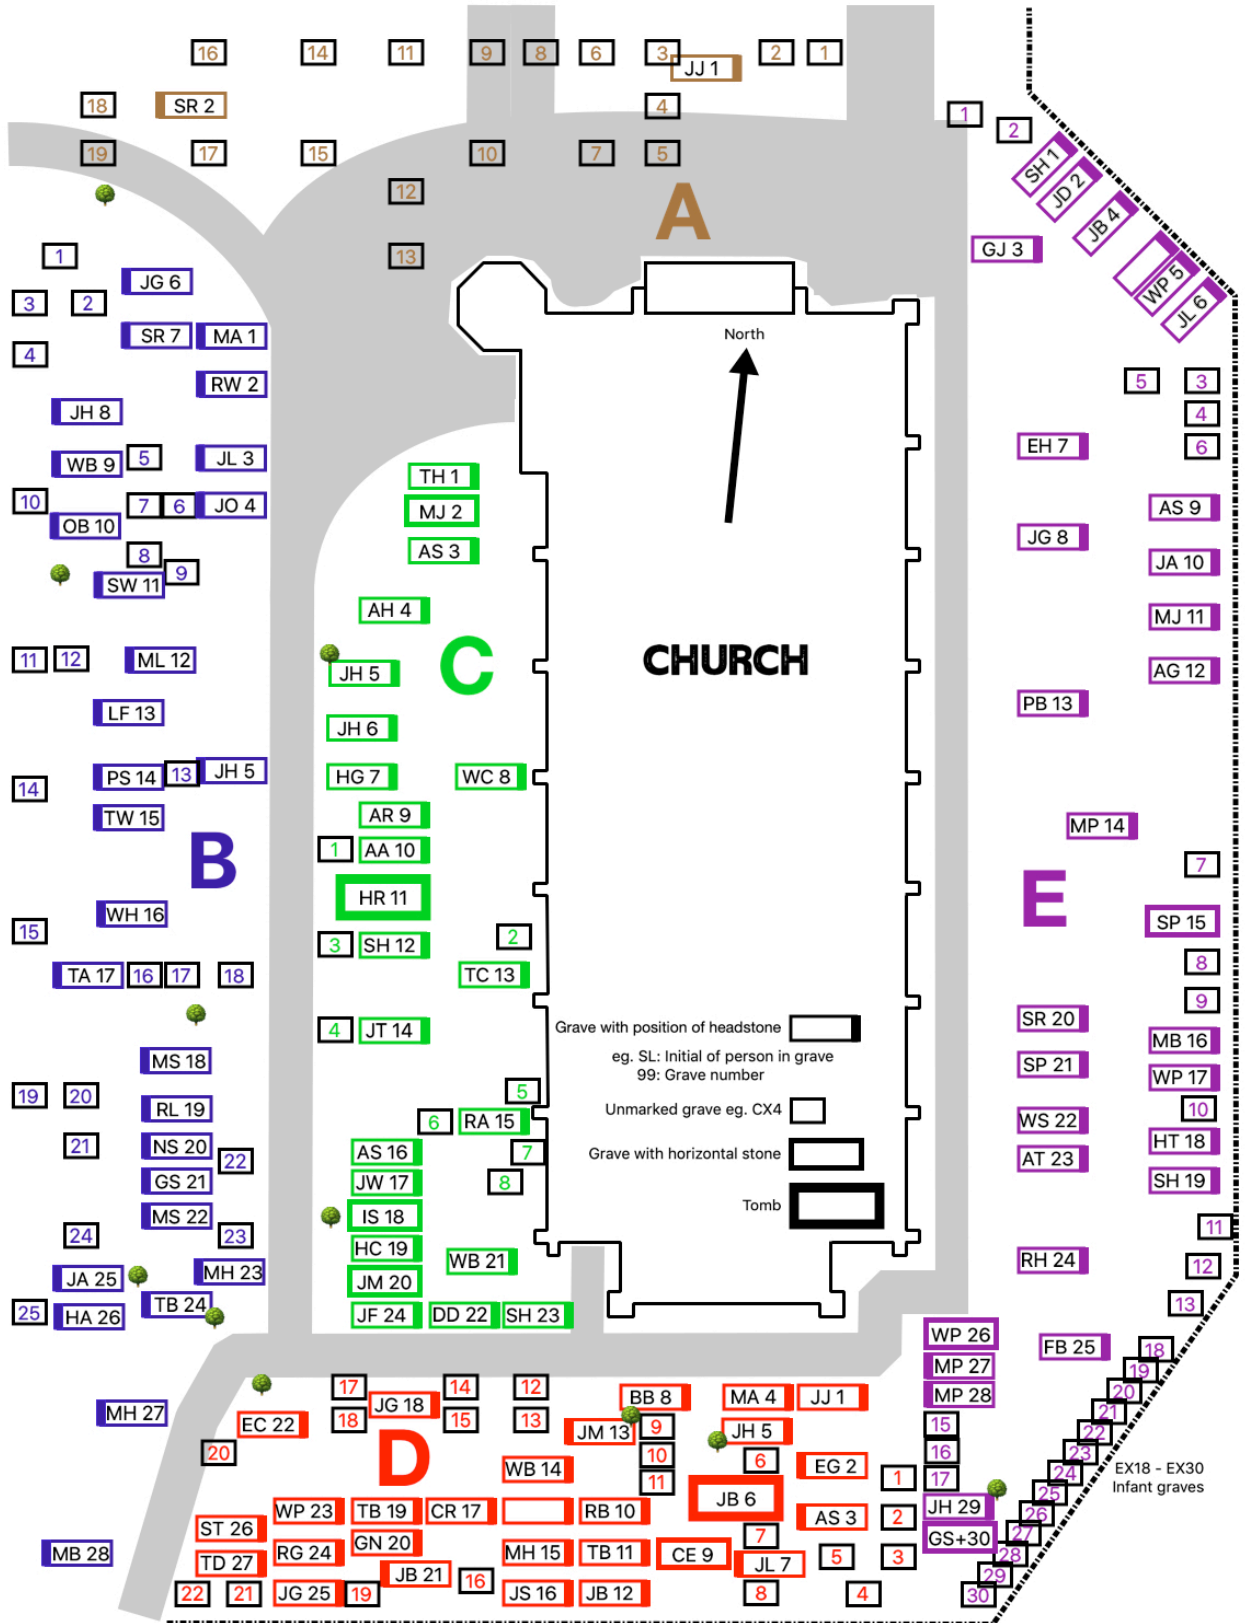 16
14
11
9
8
6
3
JJ 1
2
1
18
SR 2
4
19
17
15
10
7
5
12
13
A
1
2
SH 1
JD 2
JB 4
GJ 3
WP 5
JL 6
1
JG 6
3
2
SR 7
MA 1
4
RW 2
JH 8
WB 9
5
JL 3
10
7
6
JO 4
OB 10
8
9
SW 11
11
12
ML 12
LF 13
PS 14
13
JH 5
14
TW 15
B
WH 16
15
TA 17
16
17
18
MS 18
19
20
RL 19
21
NS 20
22
GS 21
MS 22
24
23
JA 25
MH 23
TB 24
25
HA 26
MH 27
MB 28
TH 1
MJ 2
AS 3
AH 4
C
JH 5
JH 6
HG 7
WC 8
AR 9
1
AA 10
HR 11
2
3
SH 12
TC 13
4
JT 14
5
6
RA 15
AS 16
7
JW 17
8
IS 18
HC 19
WB 21
JM 20
JF 24
DD 22
SH 23
North
CHURCH
Grave with position of headstone
eg. SL: Initial of person in grave
99: Grave number
Unmarked grave eg. CX4
Grave with horizontal stone
Tomb
5
3
4
EH 7
6
AS 9
JG 8
JA 10
MJ 11
AG 12
PB 13
MP 14
7
E
SP 15
8
9
SR 20
MB 16
SP 21
WP 17
10
WS 22
HT 18
AT 23
SH 19
11
RH 24
12
13
WP 26
FB 25
18
MP 27
19
MP 28
20
21
15
22
16
23
17
24
EX18 - EX30
Infant graves
25
JH 29
26
GS+30
27
28
29
30
17
14
12
BB 8
MA 4
JJ 1
JG 18
18
15
13
JM 13
9
JH 5
EC 22
20
D
10
6
EG 2
WB 14
11
1
JB 6
WP 23
TB 19
CR 17
RB 10
AS 3
2
ST 26
GN 20
7
RG 24
MH 15
TB 11
CE 9
5
3
TD 27
JB 21
JL 7
16
22
21
JG 25
19
JS 16
JB 12
8
4